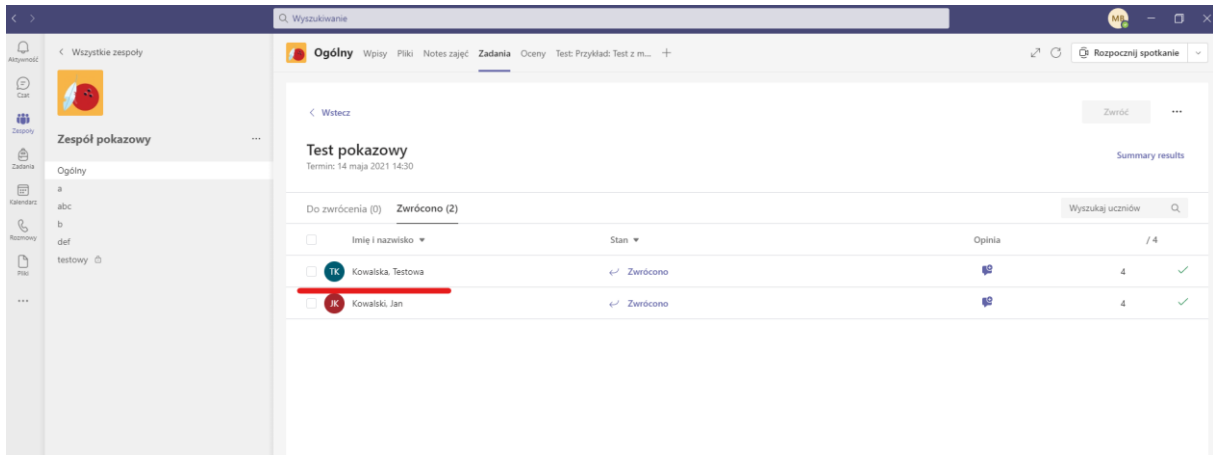 Wyszukiwanie
MB
Aktywność
Czat
Zespoły
Zadania
Kalendarz
Rozmowy
Pliki
Wszystkie zespoły
Zespół pokazowy
Ogólny
a
abc
b
def
testowy
Ogólny Wpisy Pliki Notes zajęć Zadania Oceny Test: Przykład: Test z m...
Rozpocznij spotkanie
Wstecz
Zwróć
Test pokazowy
Termin: 14 maja 2021 14:30
Summary results
Do zwrócenia (0) Zwrócono (2)
Wyszukaj uczniów
Imię i nazwisko Stan Opinia / 4
TK Kowalska, Testowa Zwrócono 4
JK Kowalski, Jan Zwrócono 4